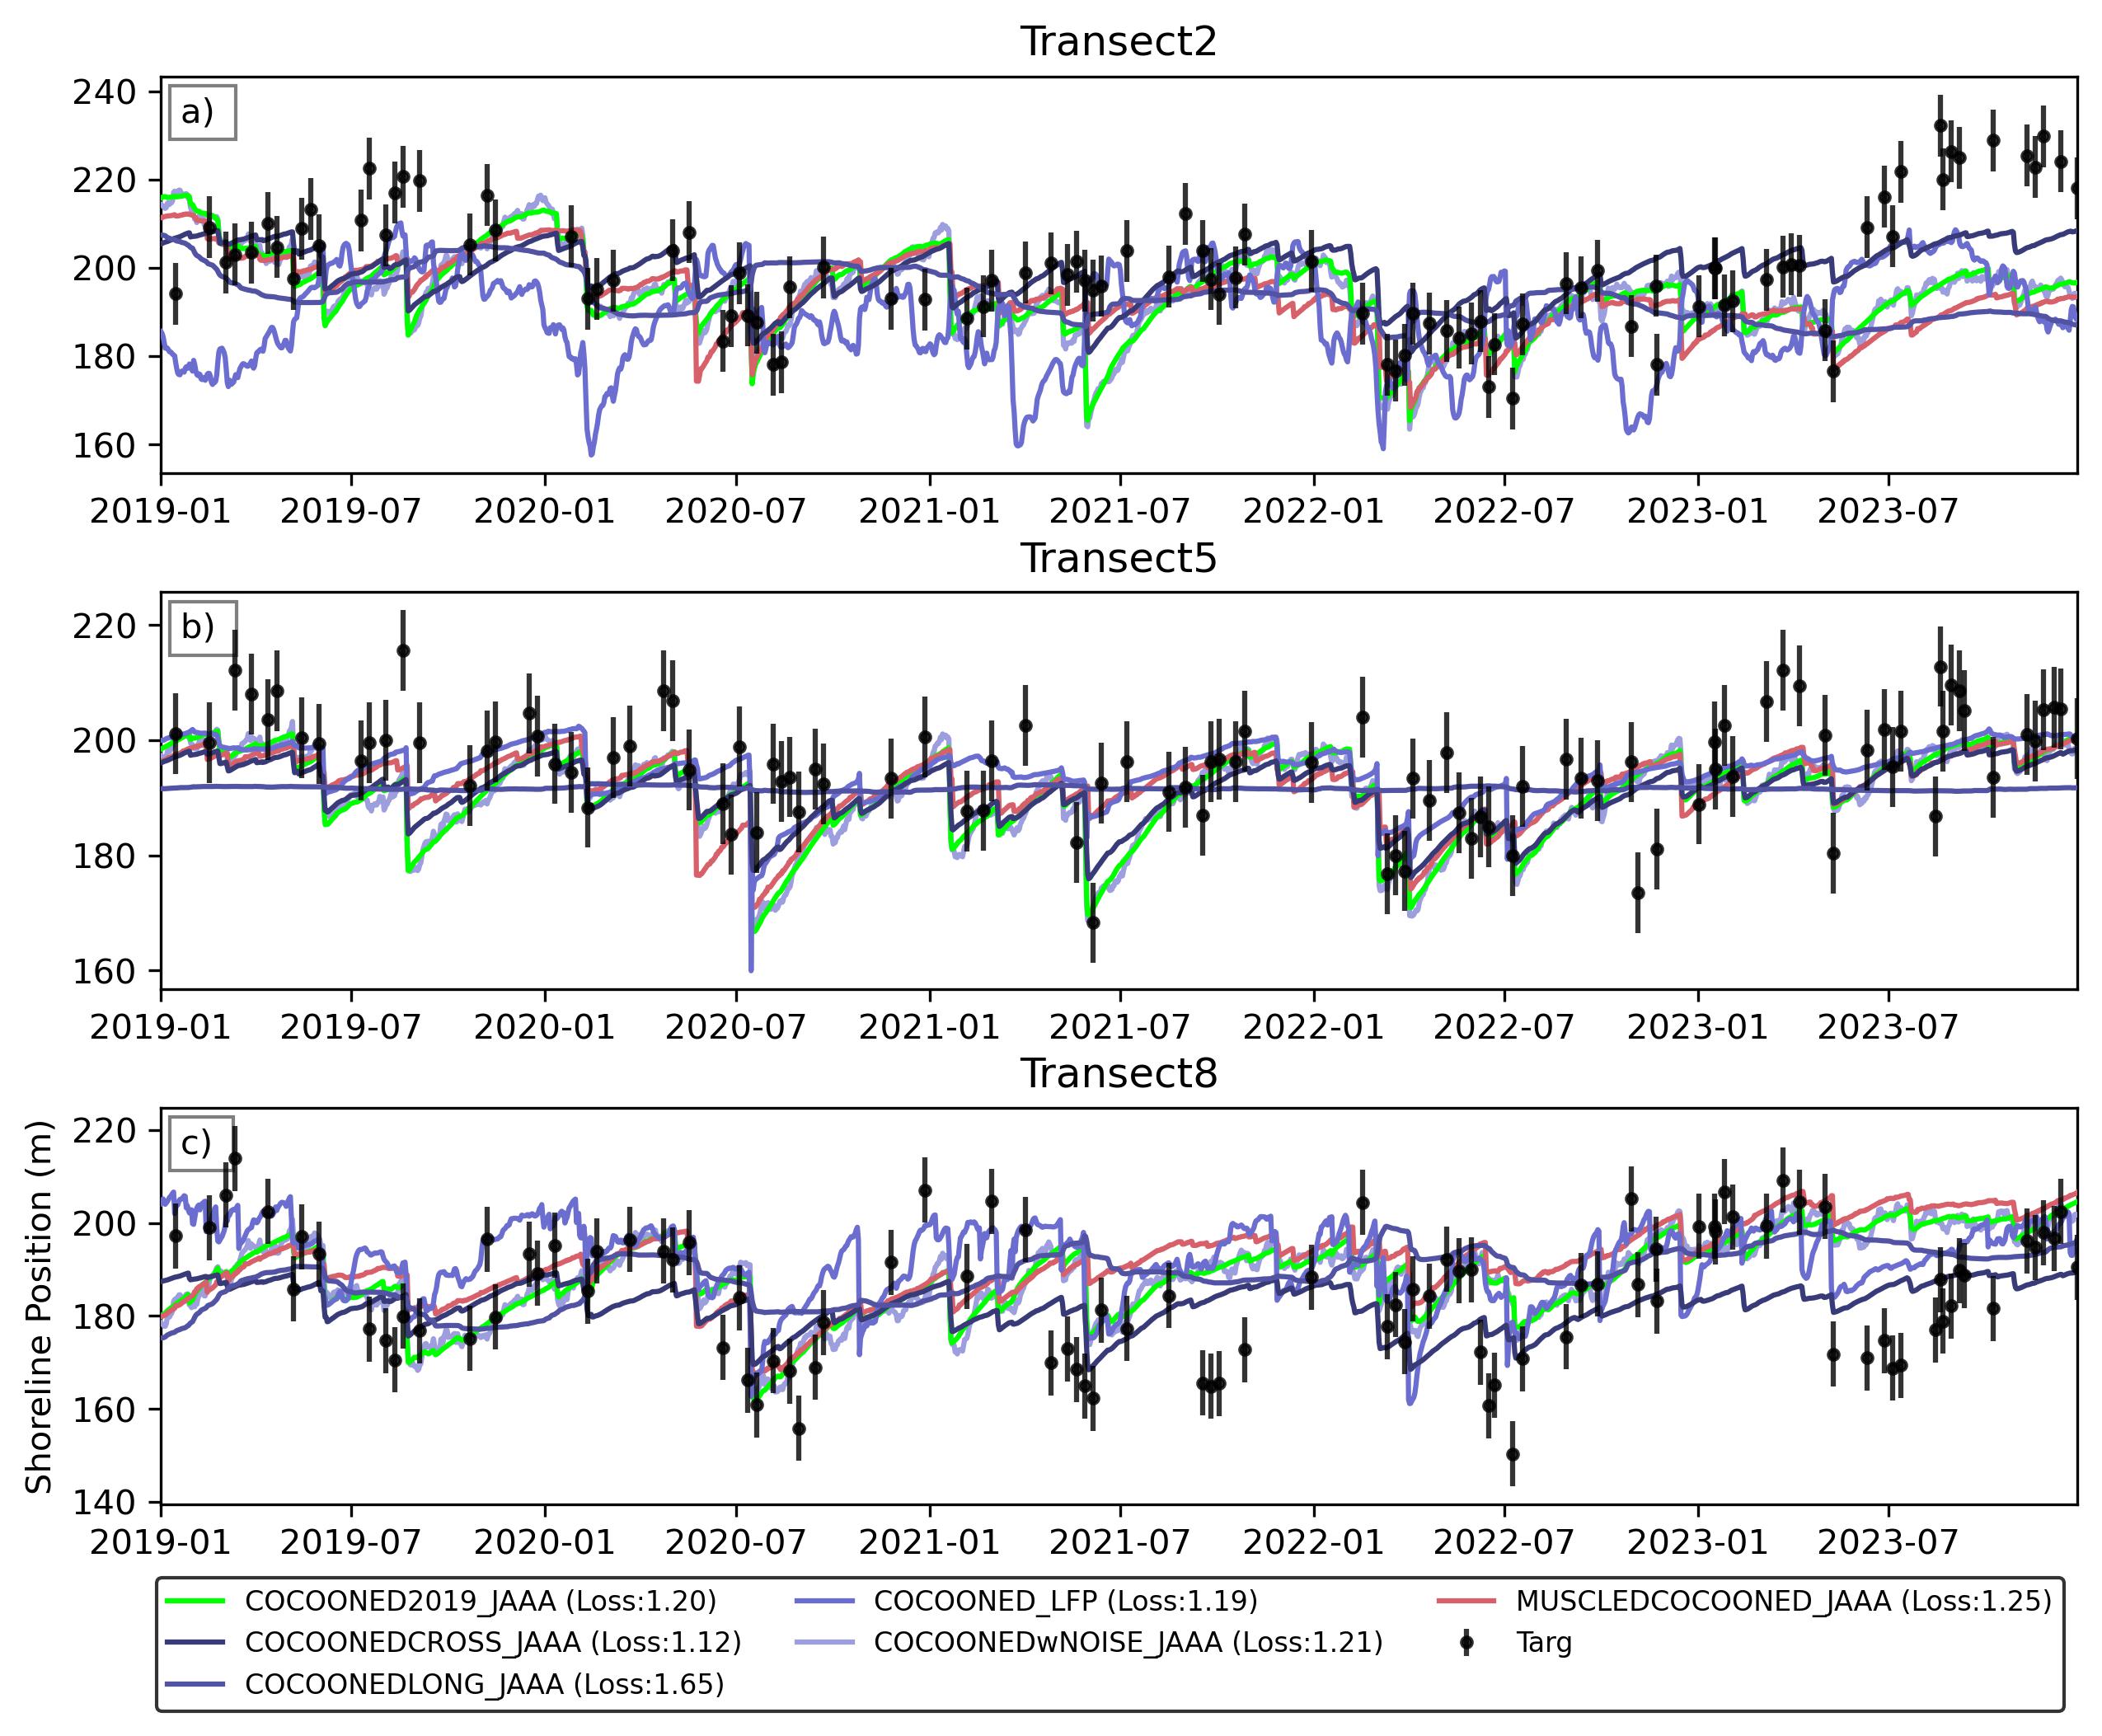 Transect2
a)
240
220
200
180
160
2019-01 2019-07 2020-01 2020-07 2021-01 2021-07 2022-01 2022-07 2023-01 2023-07
Transect5
b)
220
200
180
160
2019-01 2019-07 2020-01 2020-07 2021-01 2021-07 2022-01 2022-07 2023-01 2023-07
Transect8
c)
Shoreline Position (m)
220
200
180
160
140
2019-01 2019-07 2020-01 2020-07 2021-01 2021-07 2022-01 2022-07 2023-01 2023-07
COCOONED2019_JAAA (Loss:1.20)
COCOONEDCROSS_JAAA (Loss:1.12)
COCOONEDLONG_JAAA (Loss:1.65)
COCOONED_LFP (Loss:1.19)
COCOONEDwNOISE_JAAA (Loss:1.21)
MUSCLEDCOCOONED_JAAA (Loss:1.25)
Targ